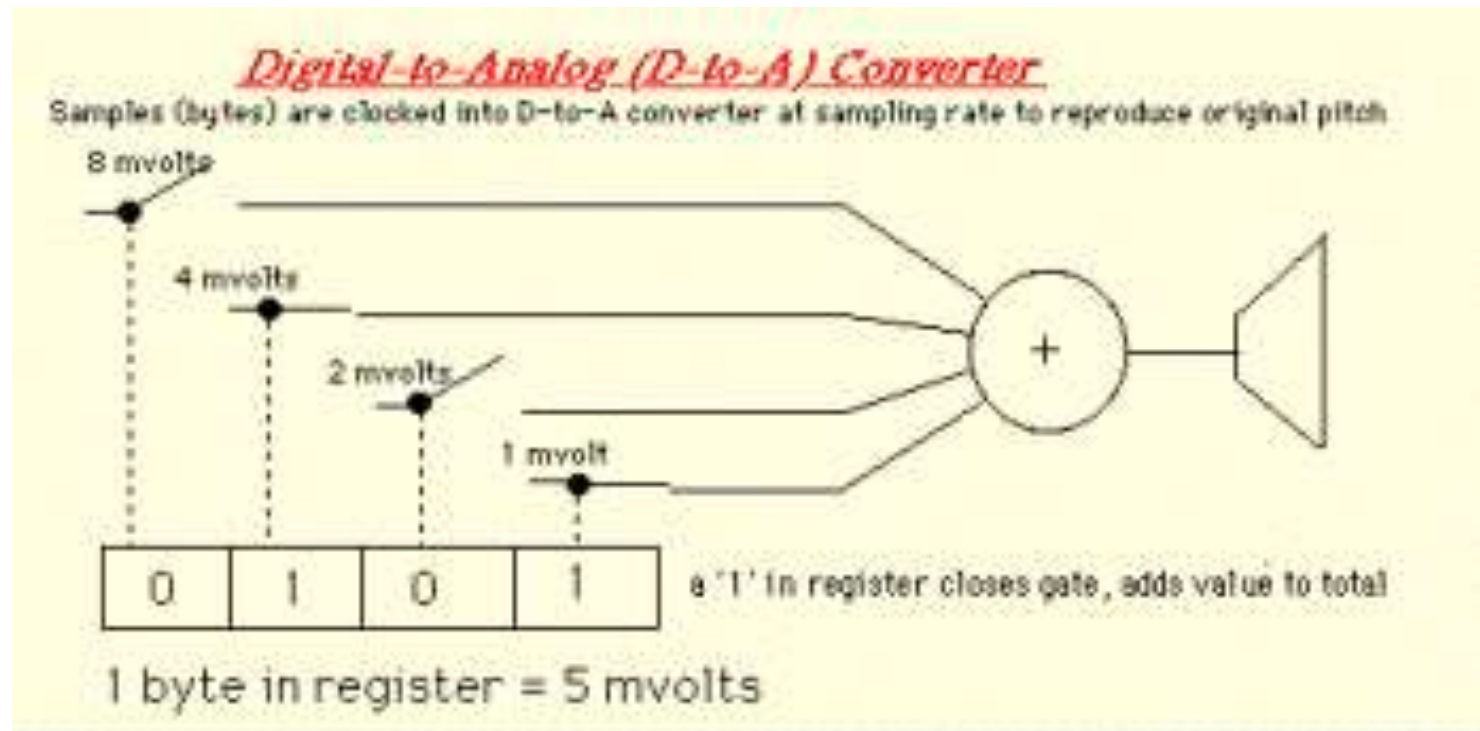 Digital-to-Analog (D-to-A) Converter
Samples (bytes) are clocked into D-to-A converter at sampling rate to reproduce original pitch
8 mvolts
4 mvolts
2 mvolts
1 mvolt
0 1 0 1
a '1' in register closes gate, adds value to total
+
1 byte in register = 5 mvolts